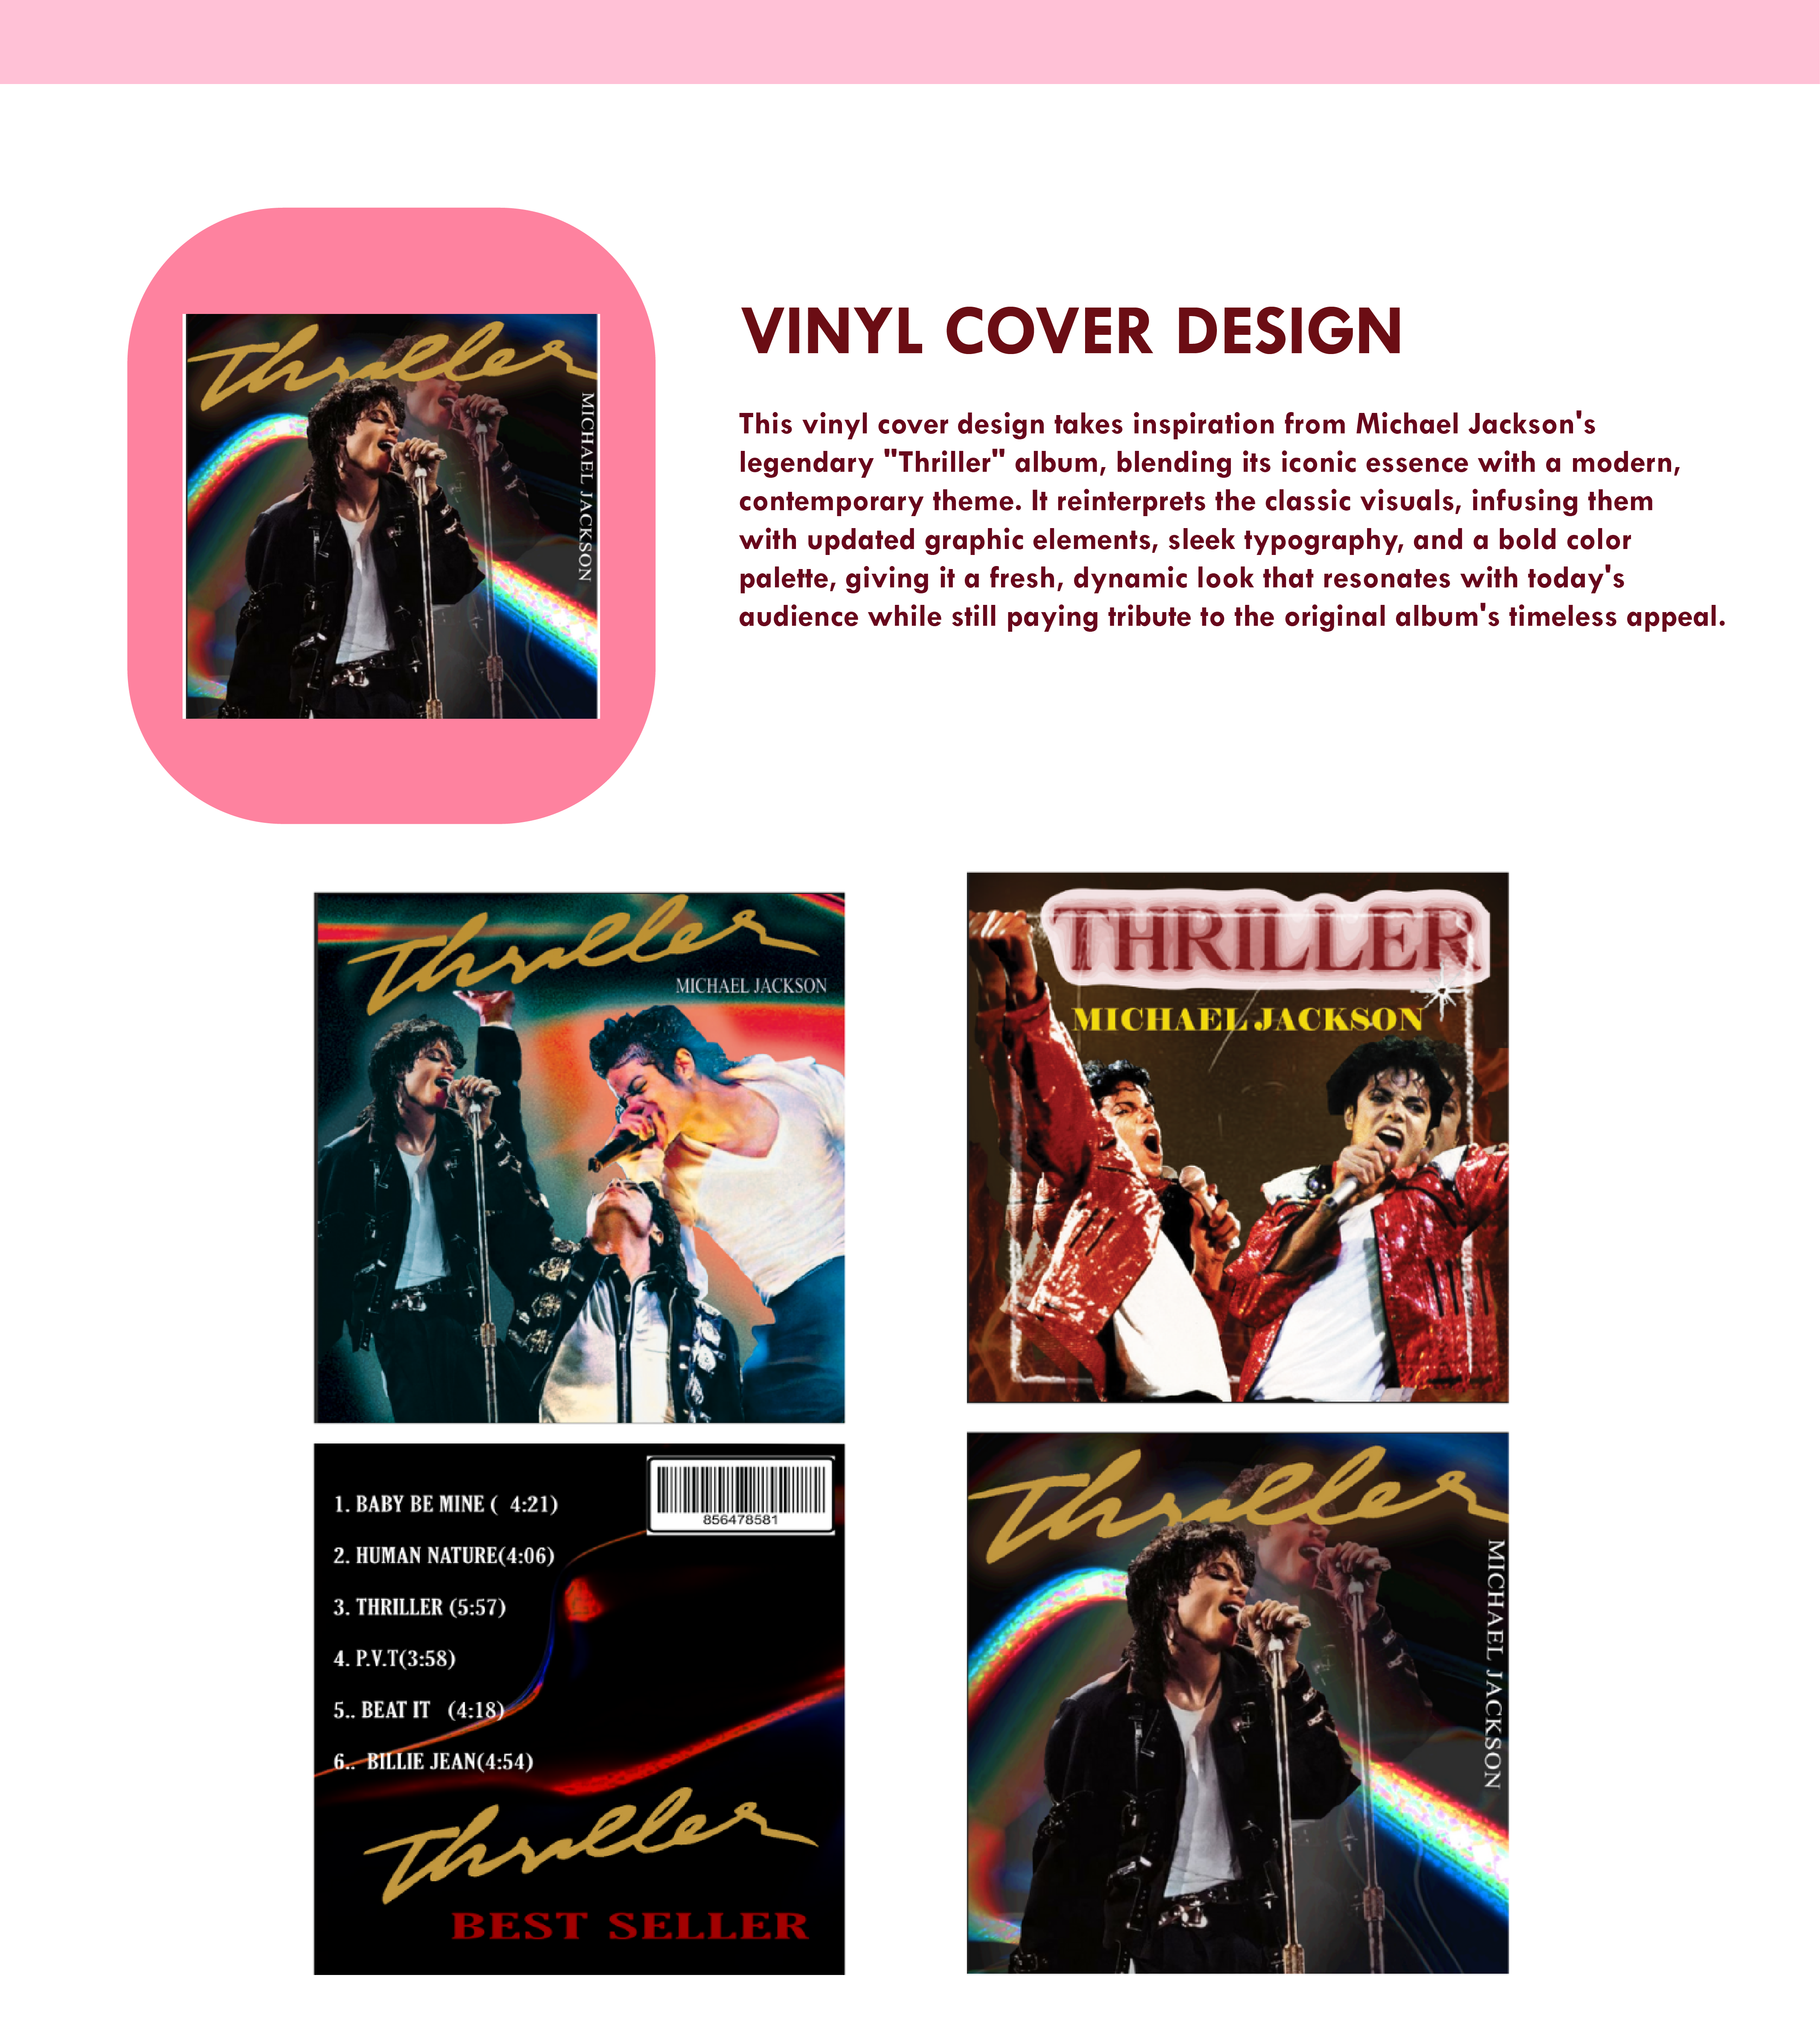 Thriller
MICHAEL JACKSON
VINYL COVER DESIGN
This vinyl cover design takes inspiration from Michael Jackson's
legendary "Thriller" album, blending its iconic essence with a modern,
contemporary theme. It reinterprets the classic visuals, infusing them
with updated graphic elements, sleek typography, and a bold color
palette, giving it a fresh, dynamic look that resonates with today's
audience while still paying tribute to the original album's timeless appeal.
Thriller
MICHAEL JACKSON
THRILLER
MICHAEL JACKSON
856478581
1. BABY BE MINE (  4:21)
2. HUMAN NATURE(4:06)
3. THRILLER (5:57)
4. P.V.T(3:58)
5.. BEAT IT   (4:18)
6..  BILLIE JEAN(4:54)
Thriller
BEST SELLER
Thriller
MICHAEL JACKSON